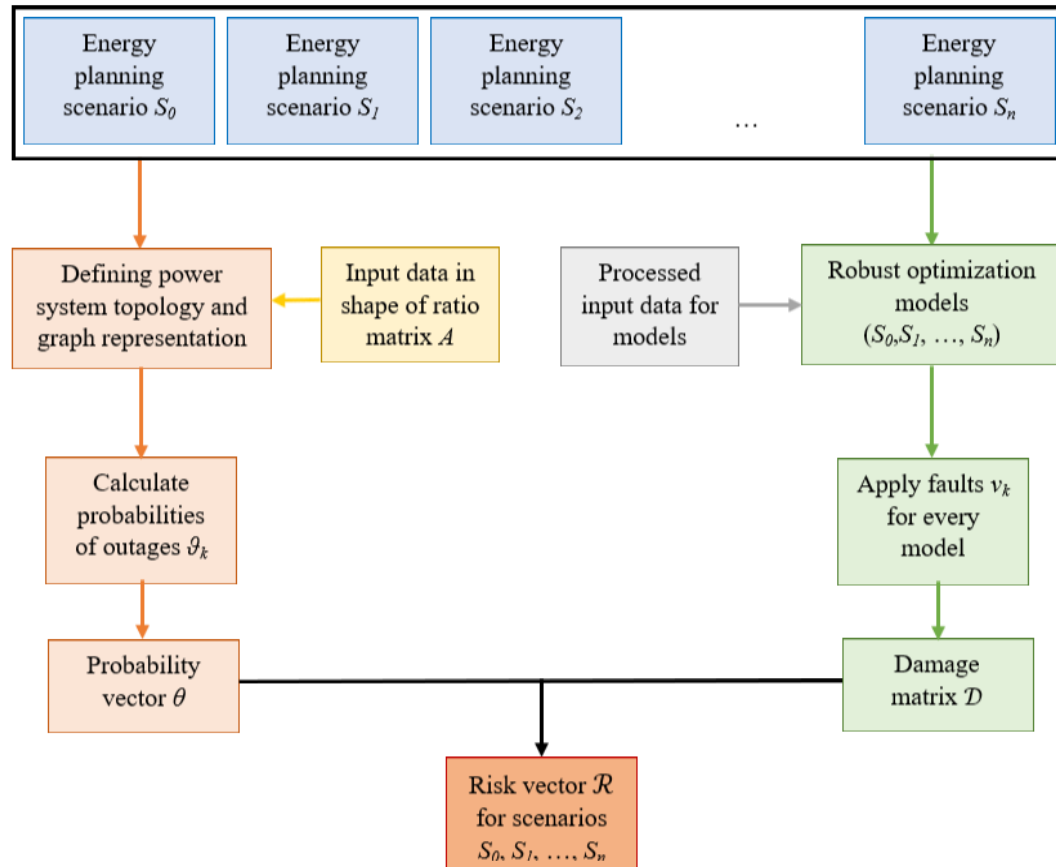 Energy
planning
scenario S₀
Energy
planning
scenario S₁
Energy
planning
scenario S₂
...
Energy
planning
scenario Sₙ
Defining power
system topology and
graph representation
Input data in
shape of ratio
matrix A
Processed
input data for
models
Robust optimization
models
(S₀,S₁, …, Sₙ)
Calculate
probabilities
of outages ϑₖ
Apply faults vₖ
for every
model
Probability
vector θ
Damage
matrix 𝒟
Risk vector ℛ
for scenarios
S₀, S₁, …, Sₙ